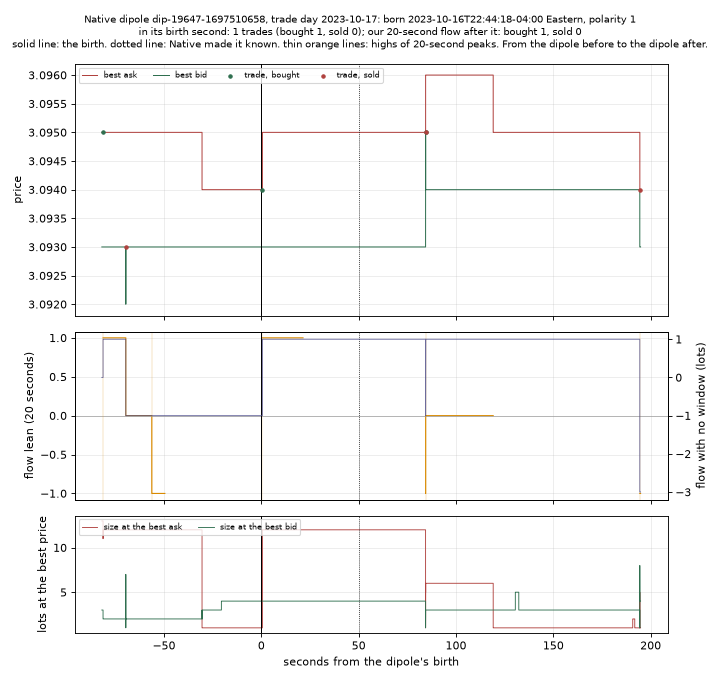 Native dipole dip-19647-1697510658, trade day 2023-10-17: born 2023-10-16T22:44:18-04:00 Eastern, polarity 1
in its birth second: 1 trades (bought 1, sold 0); our 20-second flow after it: bought 1, sold 0
solid line: the birth. dotted line: Native made it known. thin orange lines: highs of 20-second peaks. From the dipole before to the dipole after.
best ask best bid trade, bought trade, sold
3.0960
3.0955
3.0950
3.0945
3.0940
3.0935
3.0930
3.0925
3.0920
price
1.0
0.5
0.0
−0.5
−1.0
flow lean (20 seconds)
1
0
−1
−2
−3
flow with no window (lots)
size at the best ask size at the best bid
10
5
lots at the best price
−50 0 50 100 150 200
seconds from the dipole's birth